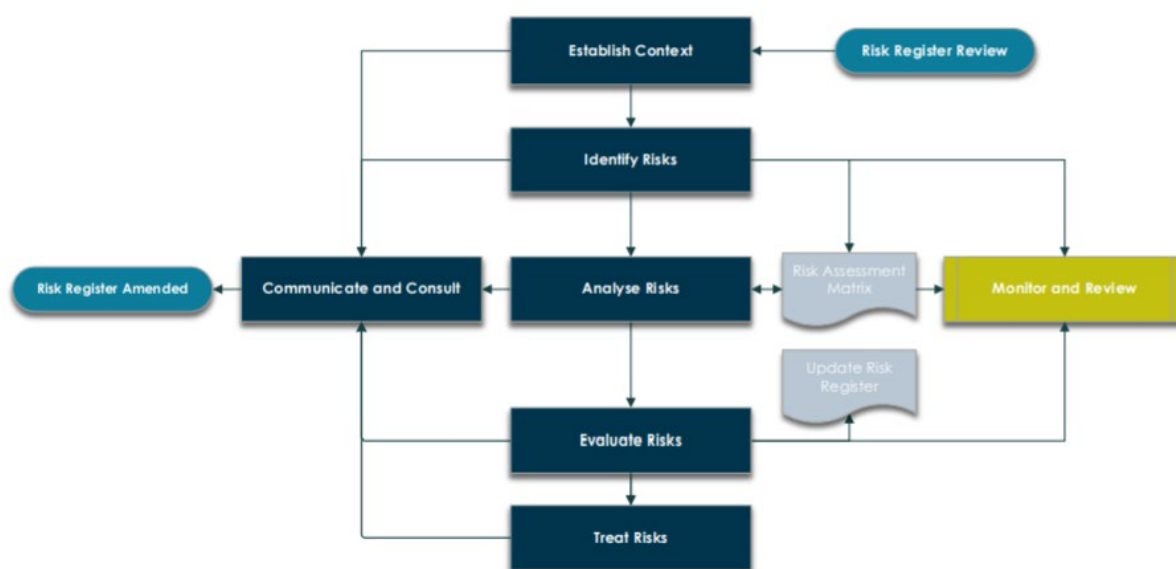 Establish Context
Risk Register Review
Identify Risks
Risk Register Amended
Communicate and Consult
Analyse Risks
Risk Assessment
Matrix
Monitor and Review
Update Risk
Register
Evaluate Risks
Treat Risks